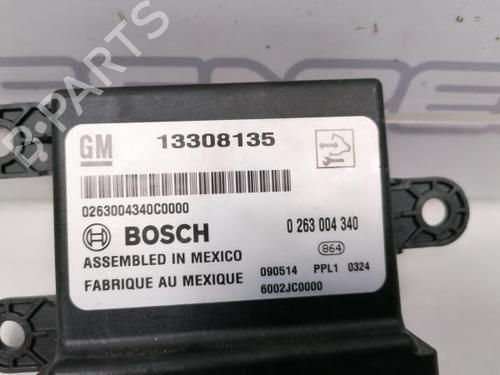 GM 13308135
0263004340C0000
BOSCH 0 263 004 340
864
ASSEMBLED IN MEXICO
FABRIQUE AU MEXIQUE
090514 PPL1 0324
6002JC0000
B-PARTS